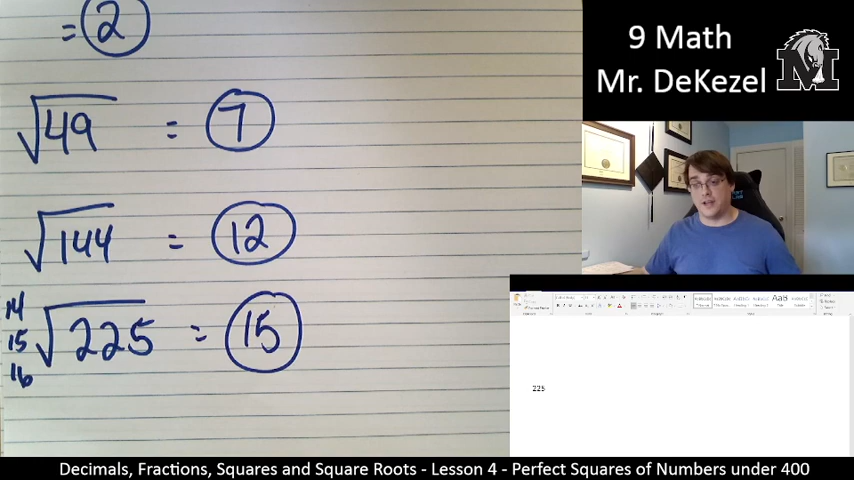 = 2
√49 = 7
√144 = 12
14
15
16
√225 = 15
9 Math
Mr. DeKezel
M
225
Decimals, Fractions, Squares and Square Roots - Lesson 4 - Perfect Squares of Numbers under 400